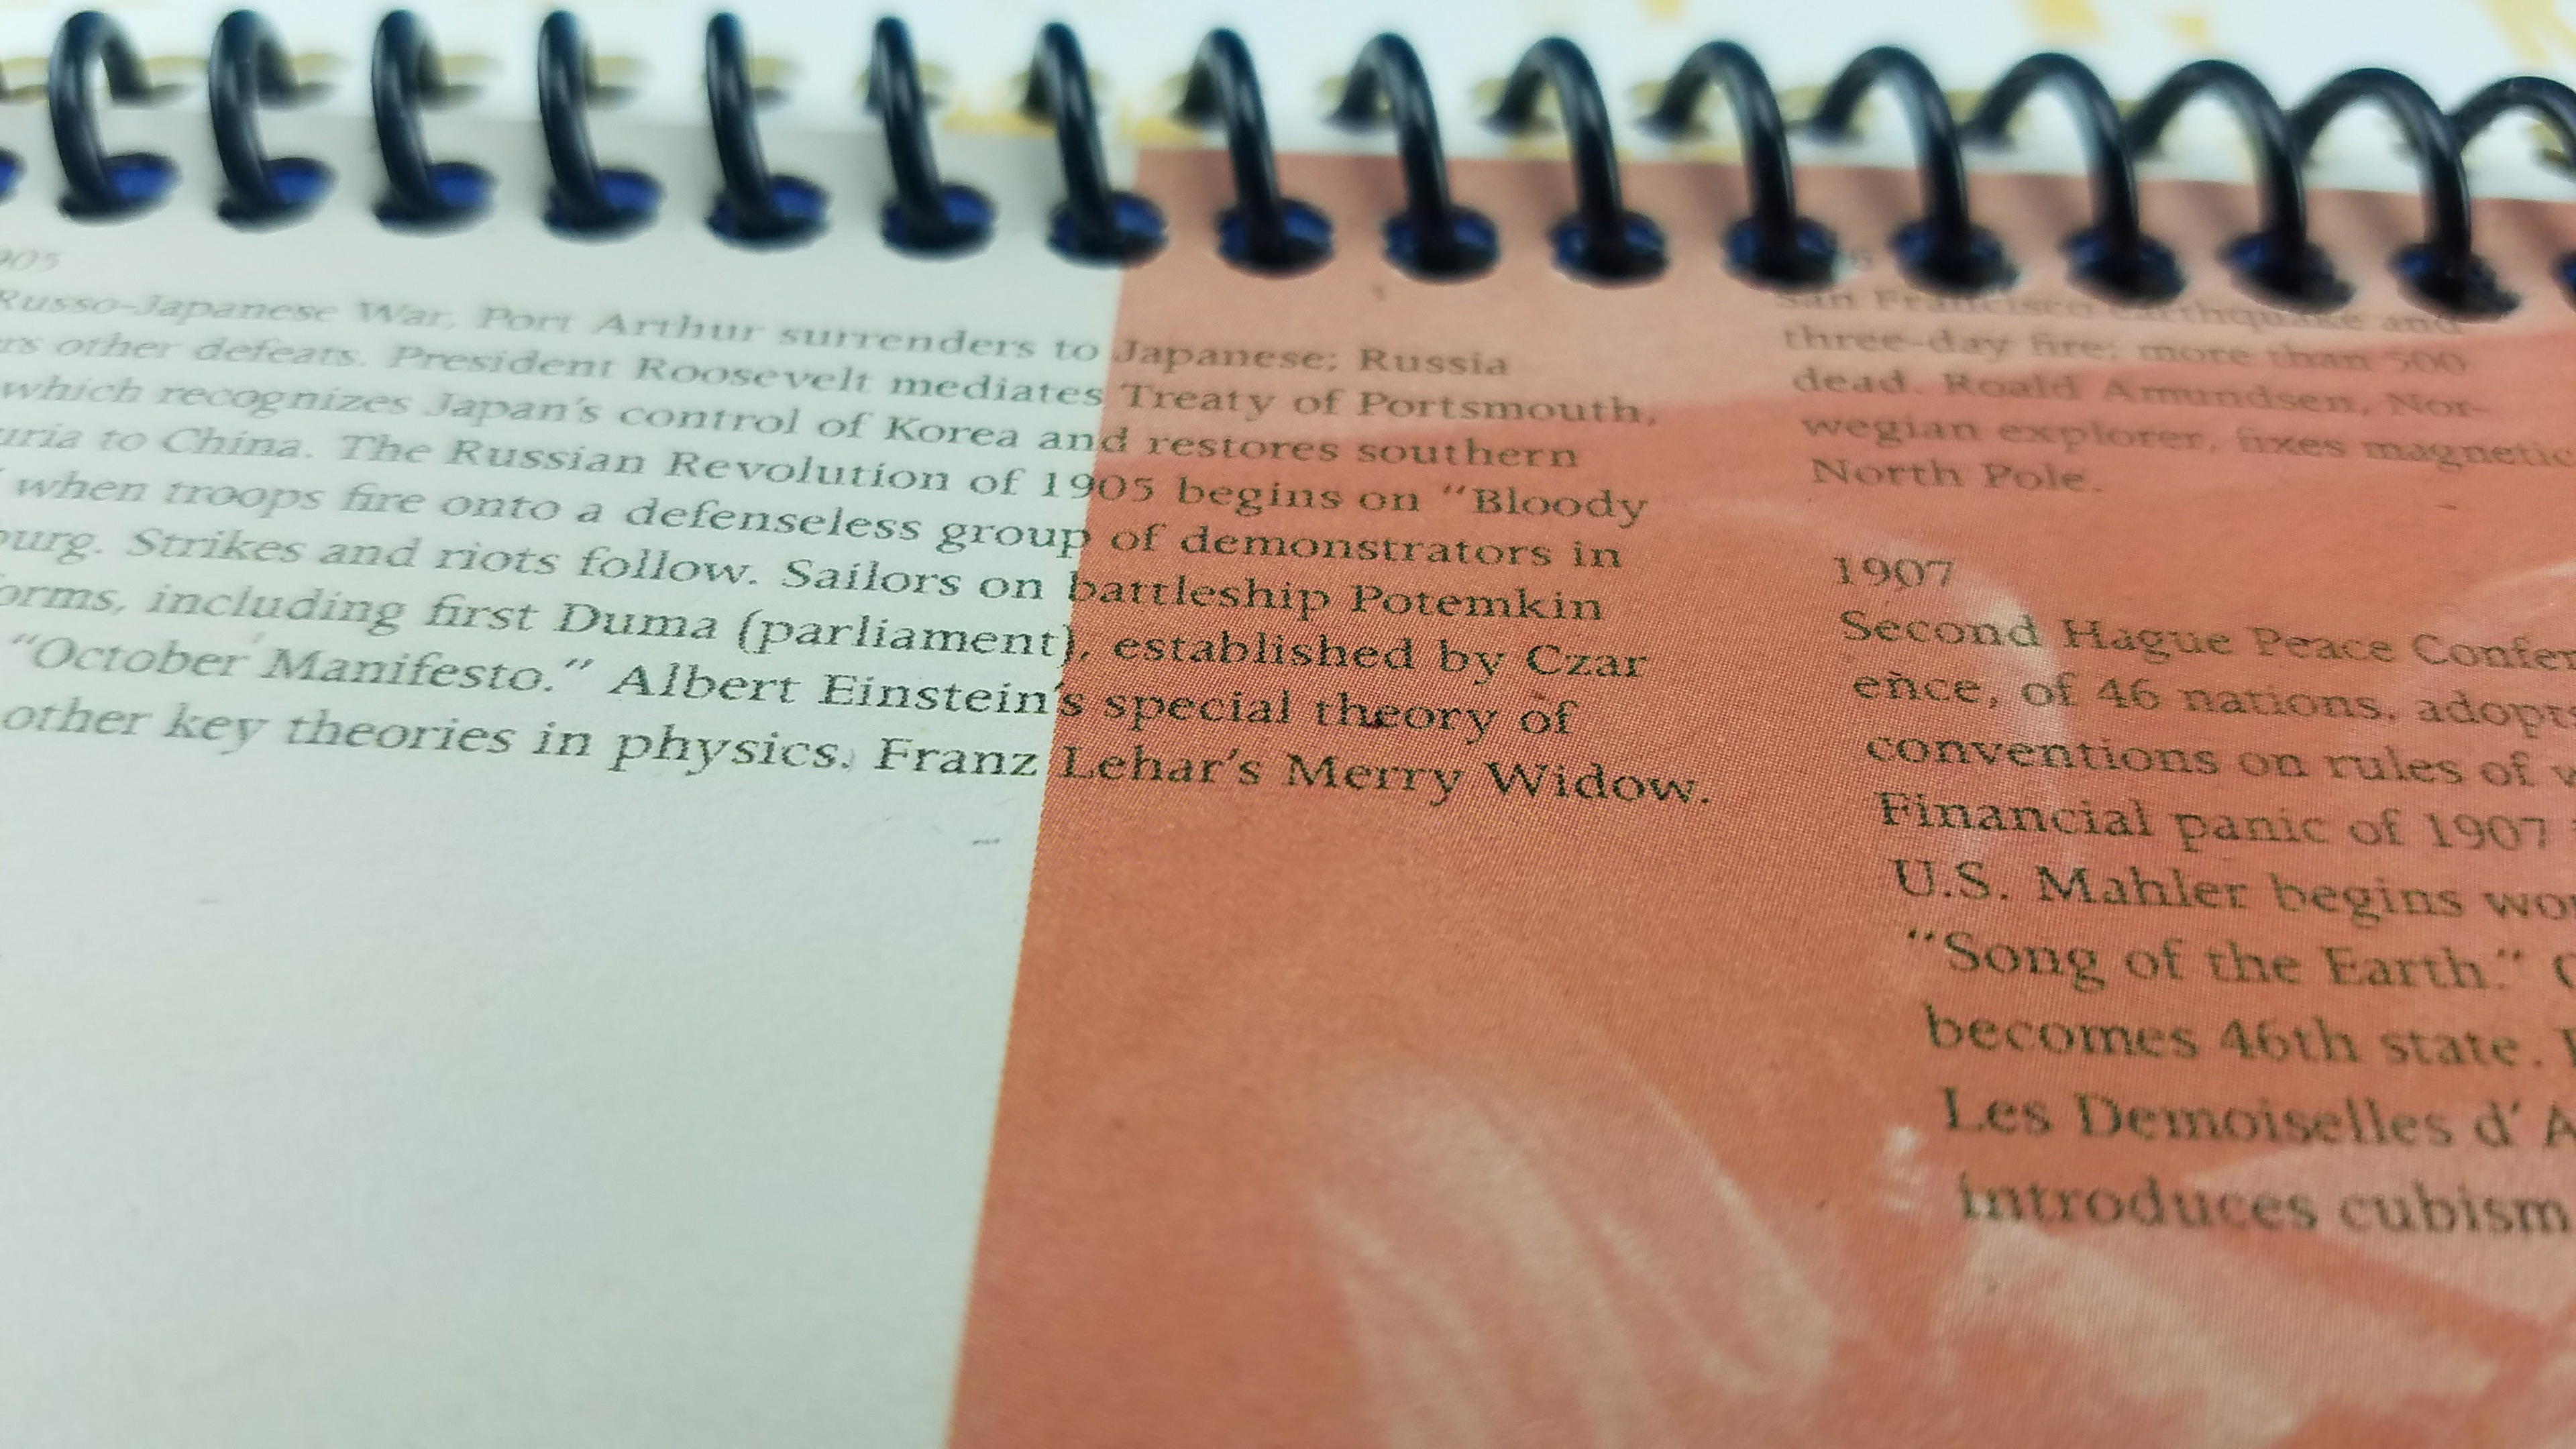 905
Russo-Japanese War, Port Arthur surrenders to Japanese; Russia
rs other defeats. President Roosevelt mediates Treaty of Portsmouth,
which recognizes Japan's control of Korea and restores southern
uria to China. The Russian Revolution of 1905 begins on “Bloody
when troops fire onto a defenseless group of demonstrators in
burg. Strikes and riots follow. Sailors on battleship Potemkin
orms, including first Duma (parliament), established by Czar
“October Manifesto.” Albert Einstein's special theory of
other key theories in physics. Franz Lehar's Merry Widow.
San Francisco earthquake and
three-day fire; more than 500
dead. Roald Amundsen, Nor-
wegian explorer, fixes magnetic
North Pole.
1907
Second Hague Peace Confer
ence, of 46 nations, adopt
conventions on rules of w
Financial panic of 1907
U.S. Mahler begins wor
“Song of the Earth.”
becomes 46th state.
Les Demoiselles d' A
introduces cubism